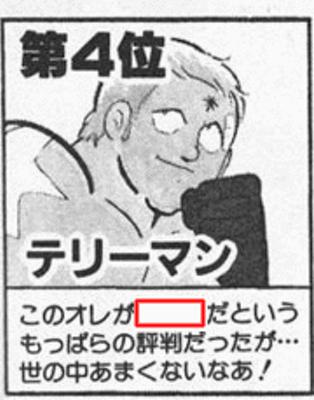 第4位
テリーマン
このオレがだという
もっぱらの評判だったが…
世の中あまくないなあ!